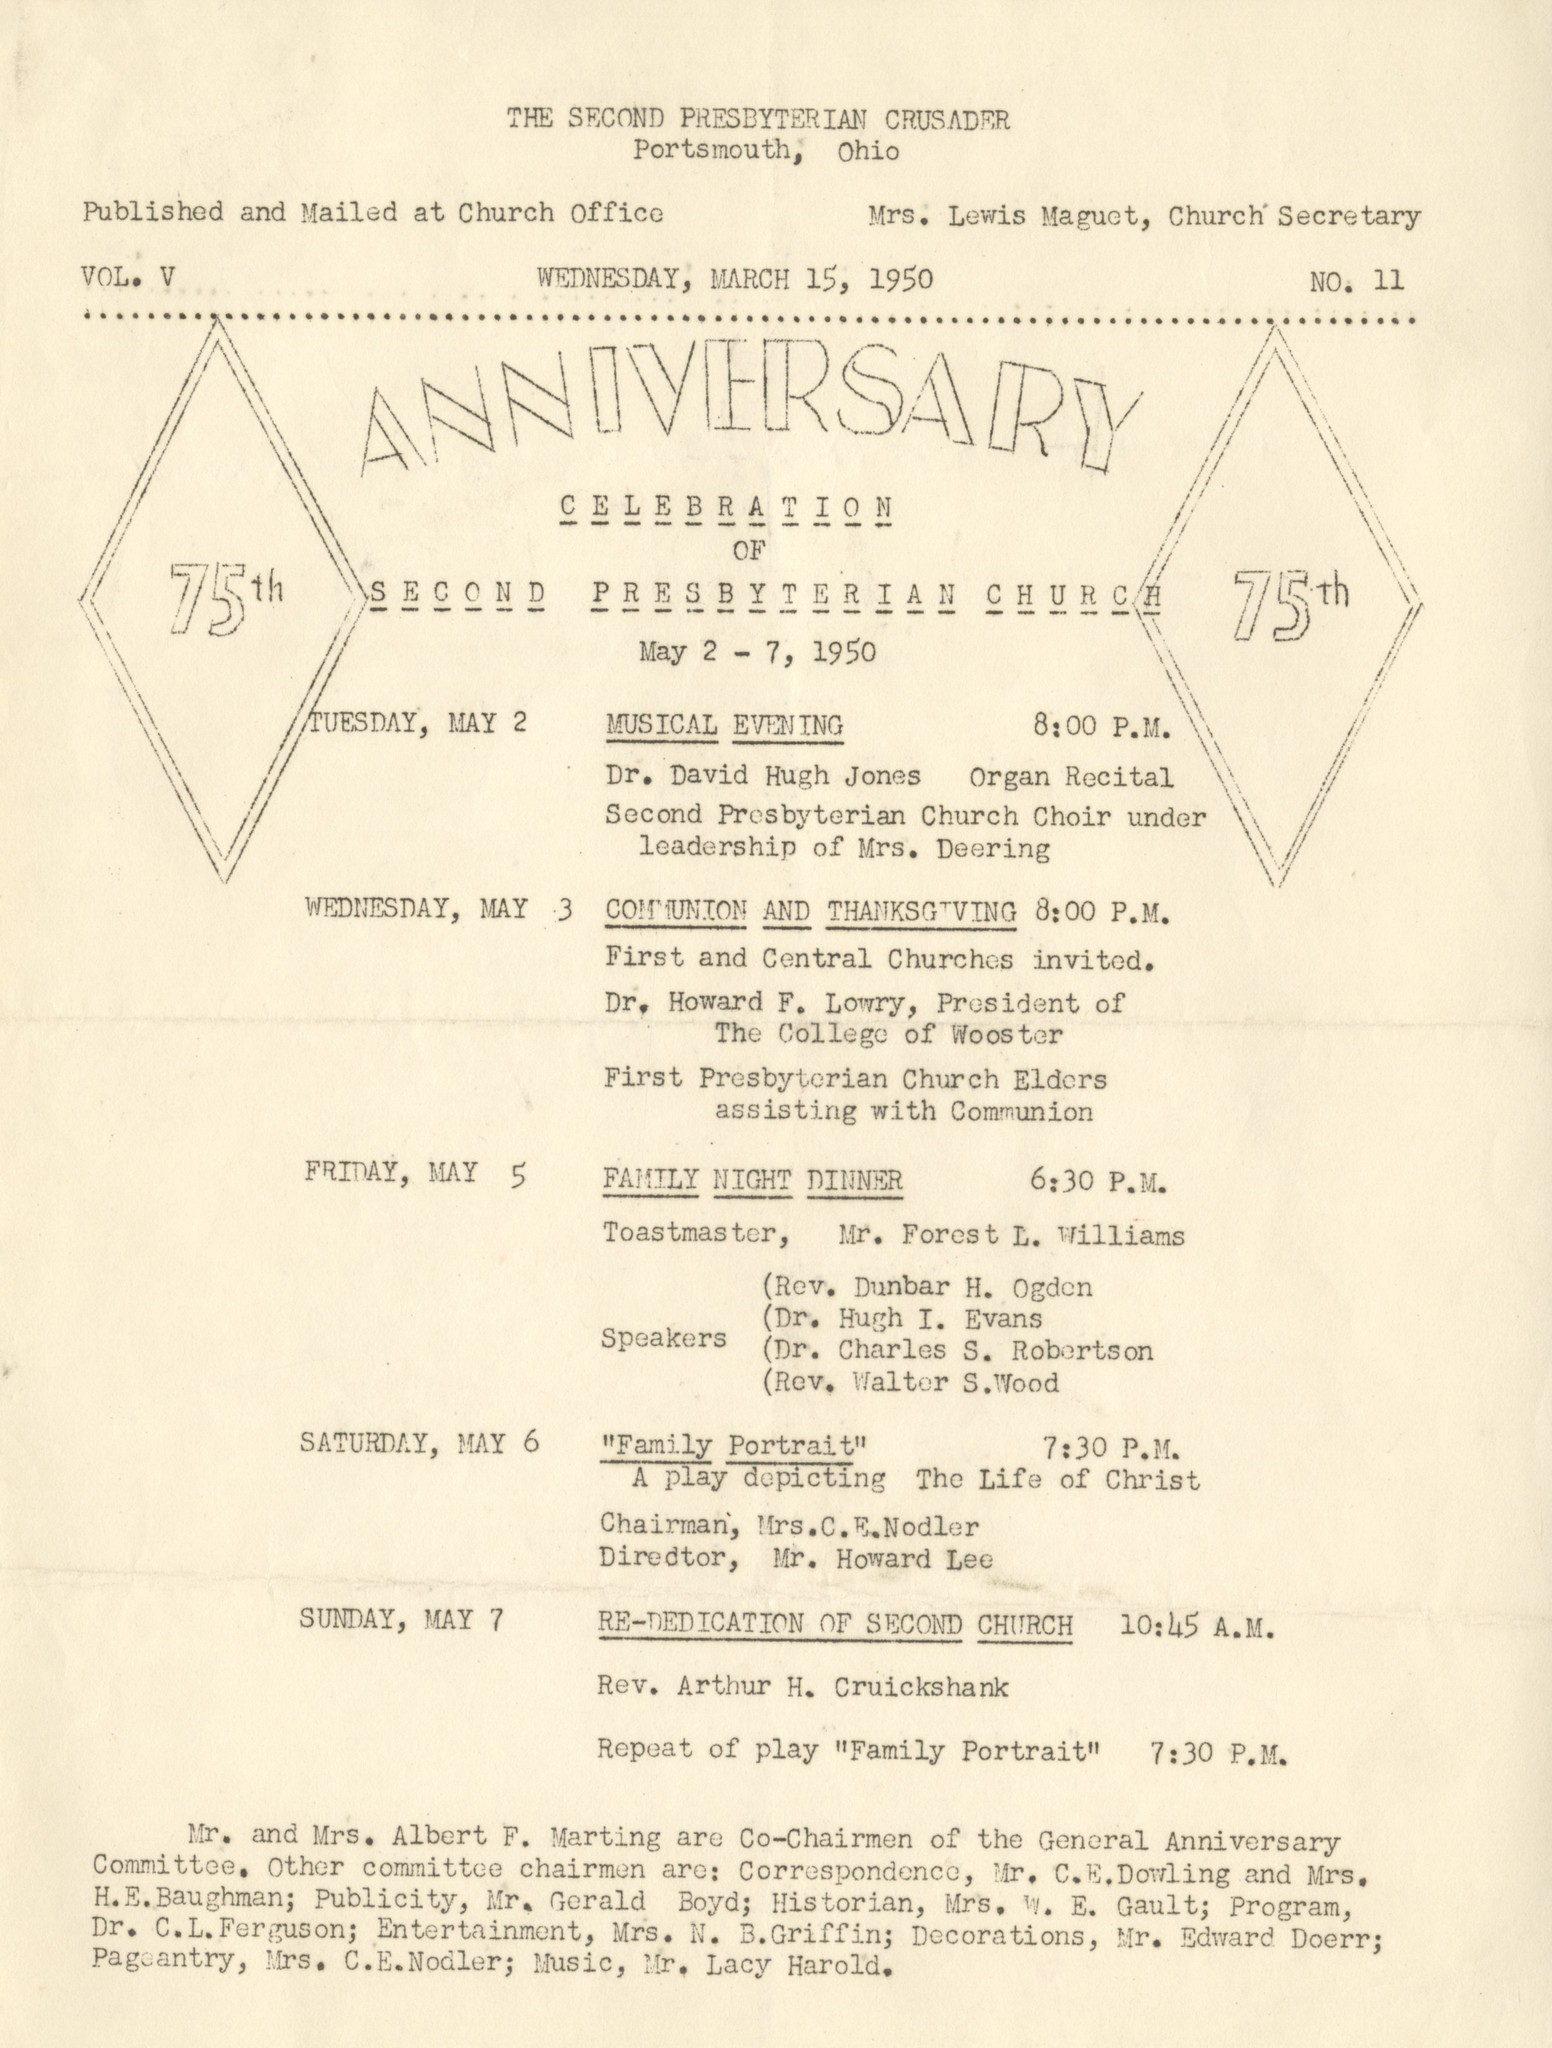 THE SECOND PRESBYTERIAN CRUSADER
Portsmouth, Ohio
Published and Mailed at Church Office Mrs. Lewis Maguet, Church Secretary
VOL. V WEDNESDAY, MARCH 15, 1950 NO. 11
ANNIVERSARY
CELEBRATION
OF
75th SECOND PRESBYTERIAN CHURCH 75th
May 2 - 7, 1950
TUESDAY, MAY 2 MUSICAL EVENING 8:00 P.M.
Dr. David Hugh Jones Organ Recital
Second Presbyterian Church Choir under
leadership of Mrs. Deering
WEDNESDAY, MAY 3 COMMUNION AND THANKSGIVING 8:00 P.M.
First and Central Churches invited.
Dr. Howard F. Lowry, President of
The College of Wooster
First Presbyterian Church Elders
assisting with Communion
FRIDAY, MAY 5 FAMILY NIGHT DINNER 6:30 P.M.
Toastmaster, Mr. Forest L. Williams
(Rev. Dunbar H. Ogden
(Dr. Hugh I. Evans
Speakers (Dr. Charles S. Robertson
(Rev. Walter S.Wood
SATURDAY, MAY 6 "Family Portrait" 7:30 P.M.
A play depicting The Life of Christ
Chairman, Mrs.C.E.Nodler
Diredtor, Mr. Howard Lee
SUNDAY, MAY 7 RE-DEDICATION OF SECOND CHURCH 10:45 A.M.
Rev. Arthur H. Cruickshank
Repeat of play "Family Portrait" 7:30 P.M.
Mr. and Mrs. Albert F. Marting are Co-Chairmen of the General Anniversary
Committee. Other committee chairmen are: Correspondence, Mr. C.E.Dowling and Mrs.
H.E.Baughman; Publicity, Mr. Gerald Boyd; Historian, Mrs. W. E. Gault; Program,
Dr. C.L.Ferguson; Entertainment, Mrs. N. B.Griffin; Decorations, Mr. Edward Doerr;
Pageantry, Mrs. C.E.Nodler; Music, Mr. Lacy Harold.